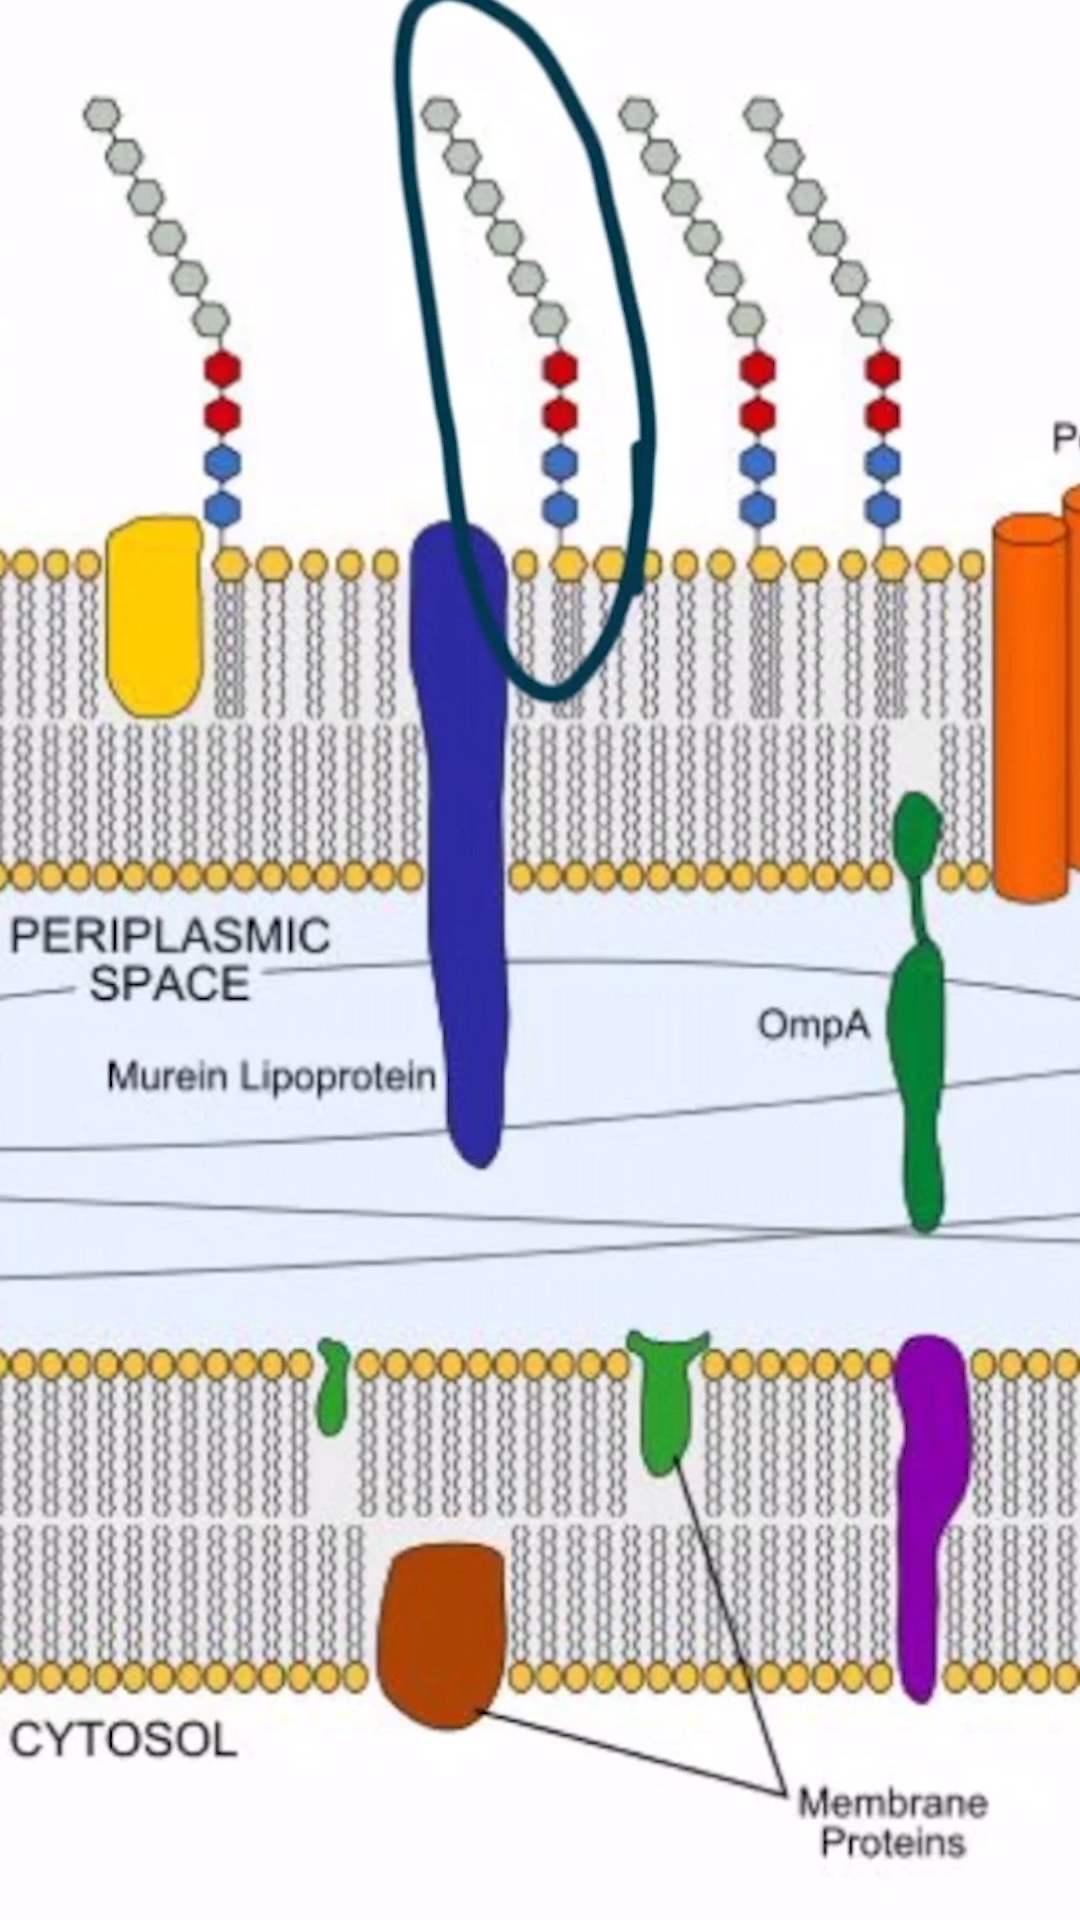 PERIPLASMIC
SPACE
OmpA
Murein Lipoprotein
CYTOSOL
Membrane
Proteins